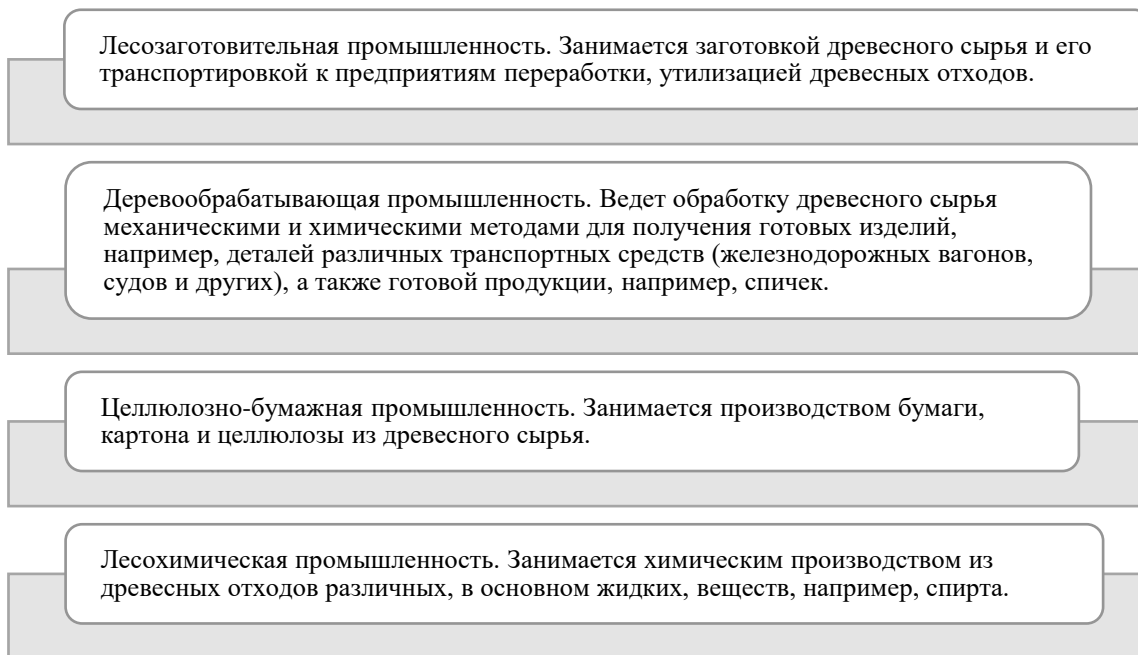 Лесозаготовительная промышленность. Занимается заготовкой древесного сырья и его
транспортировкой к предприятиям переработки, утилизацией древесных отходов.
Деревообрабатывающая промышленность. Ведет обработку древесного сырья
механическими и химическими методами для получения готовых изделий,
например, деталей различных транспортных средств (железнодорожных вагонов,
судов и других), а также готовой продукции, например, спичек.
Целлюлозно-бумажная промышленность. Занимается производством бумаги,
картона и целлюлозы из древесного сырья.
Лесохимическая промышленность. Занимается химическим производством из
древесных отходов различных, в основном жидких, веществ, например, спирта.